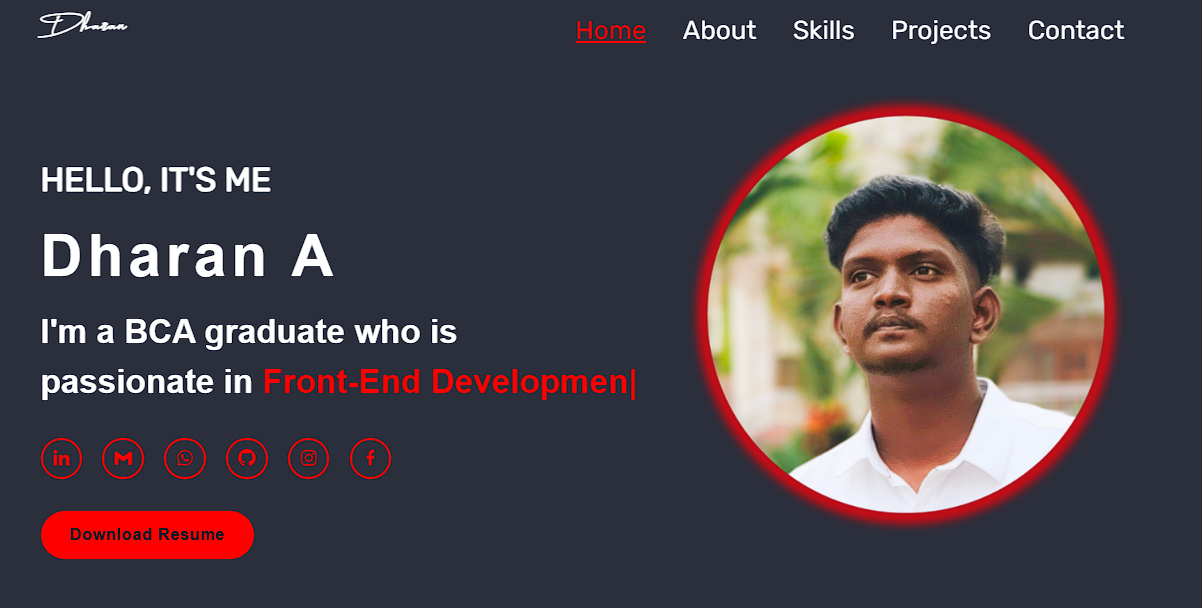 Dharan
Home About Skills Projects Contact
HELLO, IT'S ME
Dharan A
I'm a BCA graduate who is
passionate in Front-End Developmen|
Download Resume